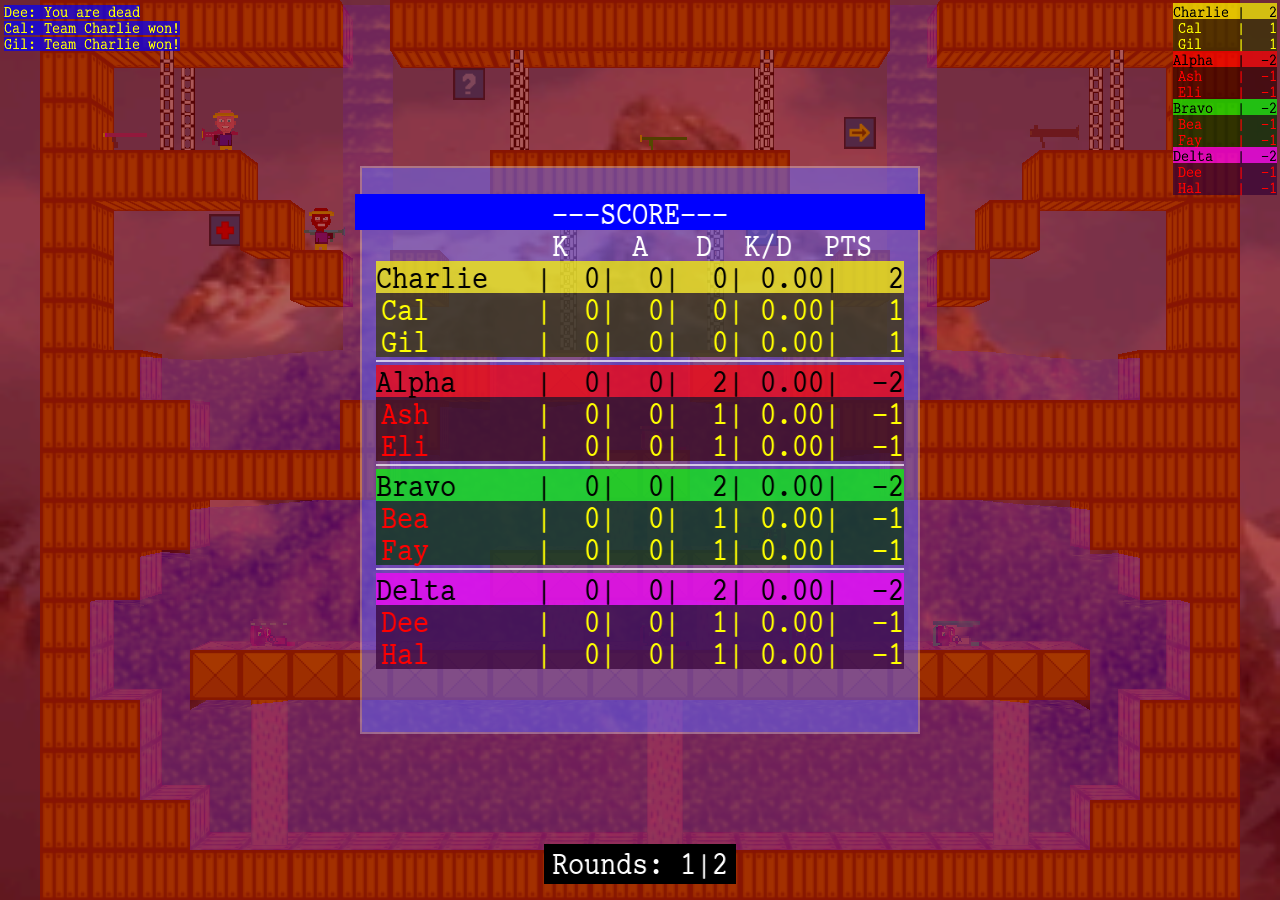 Dee: You are dead
Cal: Team Charlie won!
Gil: Team Charlie won!
Charlie | 2
Cal | 1
Gil | 1
Alpha | -2
Ash | -1
Eli | -1
Bravo | -2
Bea | -1
Fay | -1
Delta | -2
Dee | -1
Hal | -1
?
---SCORE---
K A D K/D PTS
Charlie | 0| 0| 0| 0.00| 2
Cal | 0| 0| 0| 0.00| 1
Gil | 0| 0| 0| 0.00| 1
Alpha | 0| 0| 2| 0.00| -2
Ash | 0| 0| 1| 0.00| -1
Eli | 0| 0| 1| 0.00| -1
Bravo | 0| 0| 2| 0.00| -2
Bea | 0| 0| 1| 0.00| -1
Fay | 0| 0| 1| 0.00| -1
Delta | 0| 0| 2| 0.00| -2
Dee | 0| 0| 1| 0.00| -1
Hal | 0| 0| 1| 0.00| -1
Rounds: 1|2